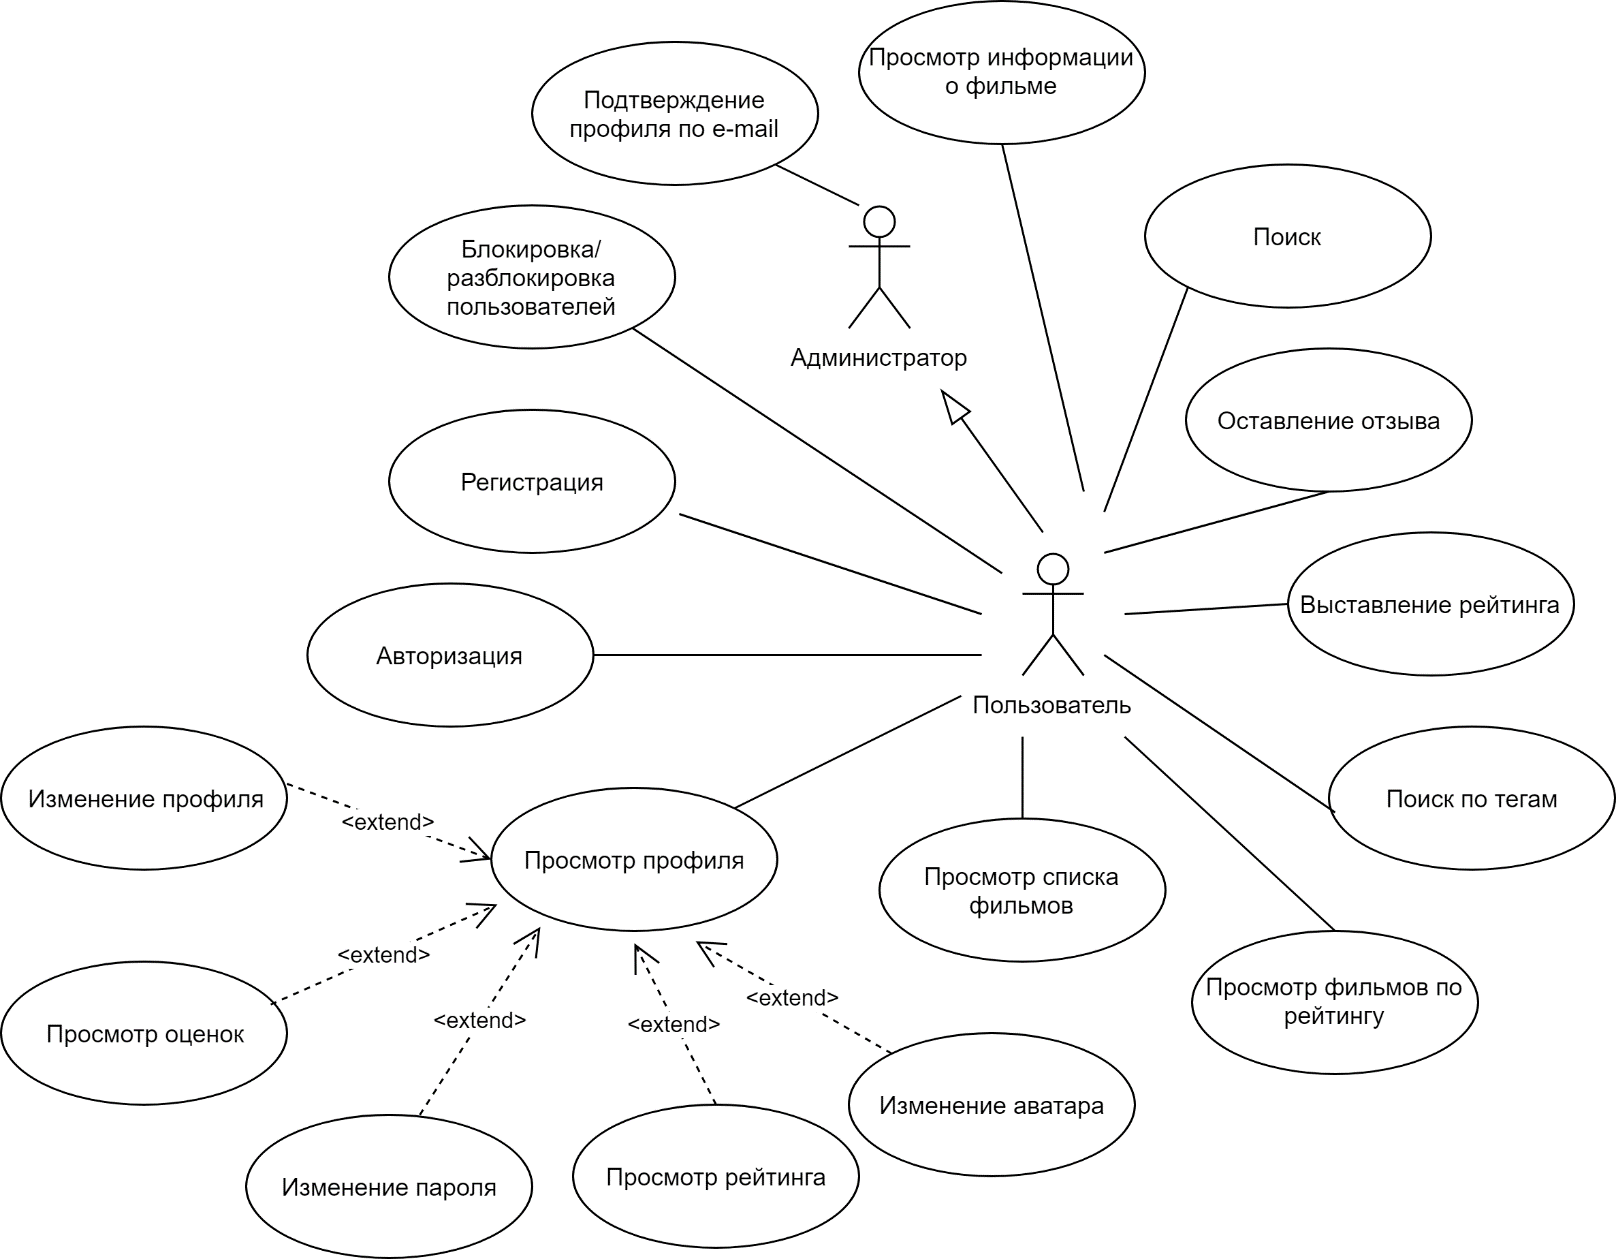 Просмотр информации
о фильме
Подтверждение
профиля по e-mail
Поиск
Блокировка/
разблокировка
пользователей
Администратор
Оставление отзыва
Регистрация
Выставление рейтинга
Авторизация
Пользователь
Изменение профиля
<extend>
Поиск по тегам
Просмотр профиля
Просмотр списка
фильмов
<extend>
<extend>
<extend>
<extend>
Просмотр фильмов по
рейтингу
Просмотр оценок
Изменение аватара
Изменение пароля
Просмотр рейтинга